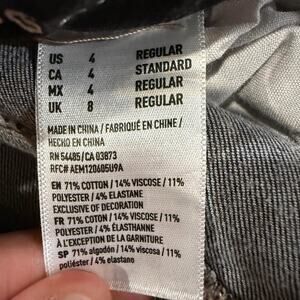 US 4 REGULAR
CA 4 STANDARD
MX 4 REGULAR
UK 8 REGULAR
MADE IN CHINA / FABRIQUÉ EN CHINE /
HECHO EN CHINA
RN 54485/CA 03873
RFC# AEM120605U9A
EN 71% COTTON / 14% VISCOSE / 11%
POLYESTER / 4% ELASTANE
EXCLUSIVE OF DECORATION
FR 71% COTON / 14% VISCOSE / 11%
POLYESTER / 4% ÉLASTHANNE
À L'EXCEPTION DE LA GARNITURE
SP 71% algodón / 14% viscosa / 11%
poliéster / 4% elastano